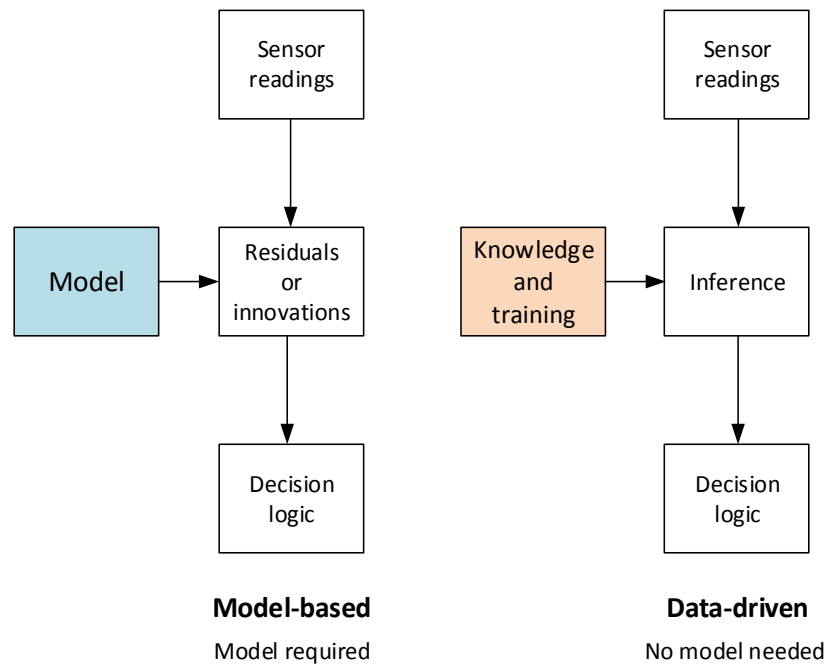 Sensor
readings
Model
Residuals
or
innovations
Decision
logic
Model-based
Model required
Sensor
readings
Knowledge
and
training
Inference
Decision
logic
Data-driven
No model needed